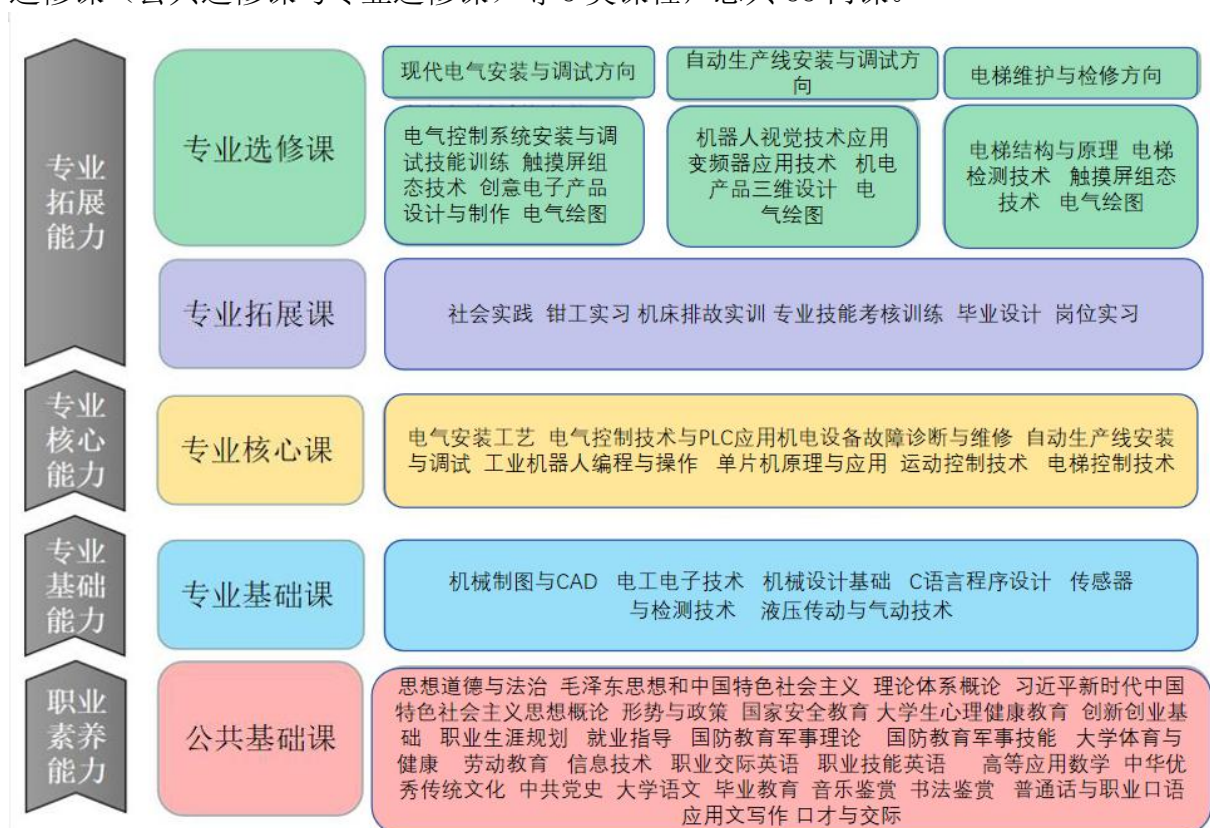 专业
拓展
能力
专业选修课
现代电气安装与调试方向
自动生产线安装与调试方
向
电梯维护与检修方向
电气控制系统安装与调
试技能训练 触摸屏组
态技术 创意电子产品
设计与制作 电气绘图
机器人视觉技术应用
变频器应用技术 机电
产品三维设计 电
气绘图
电梯结构与原理 电梯
检测技术 触摸屏组态
技术 电气绘图
专业拓展课
社会实践 钳工实习 机床排故实训 专业技能考核训练 毕业设计 岗位实习
专业
核心
能力
专业核心课
电气安装工艺 电气控制技术与PLC应用机电设备故障诊断与维修 自动生产线安装
与调试 工业机器人编程与操作 单片机原理与应用 运动控制技术 电梯控制技术
专业
基础
能力
专业基础课
机械制图与CAD 电工电子技术 机械设计基础 C语言程序设计 传感器
与检测技术 液压传动与气动技术
职业
素养
能力
公共基础课
思想道德与法治 毛泽东思想和中国特色社会主义 理论体系概论 习近平新时代中国
特色社会主义思想概论 形势与政策 国家安全教育 大学生心理健康教育 创新创业基
础 职业生涯规划 就业指导 国防教育军事理论 国防教育军事技能 大学体育与
健康 劳动教育 信息技术 职业交际英语 职业技能英语 高等应用数学 中华优
秀传统文化 中共党史 大学语文 毕业教育 音乐鉴赏 书法鉴赏 普通话与职业口语
应用文写作 口才与交际